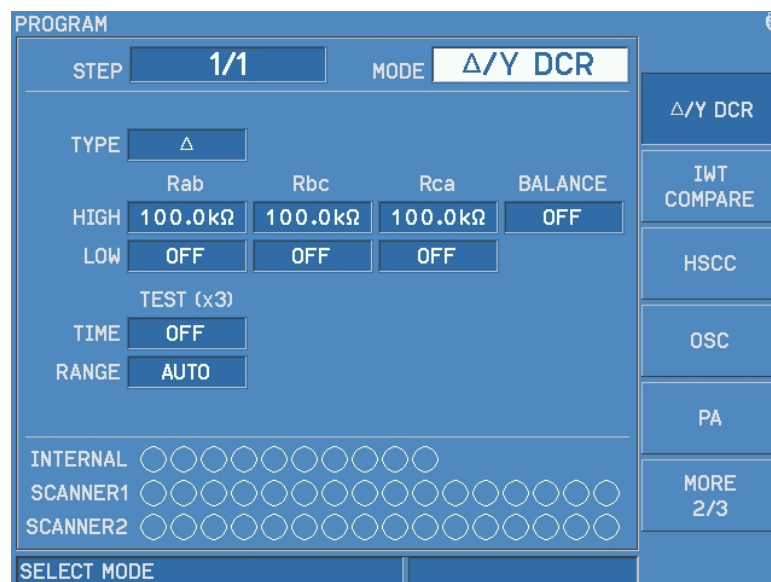 PROGRAM
STEP 1/1 MODE Δ/Y DCR
TYPE Δ
Rab Rbc Rca BALANCE
HIGH 100.0kΩ 100.0kΩ 100.0kΩ OFF
LOW OFF OFF OFF
TEST (x3)
TIME OFF
RANGE AUTO
INTERNAL
SCANNER1
SCANNER2
SELECT MODE
Δ/Y DCR
IWT
COMPARE
HSCC
OSC
PA
MORE
2/3